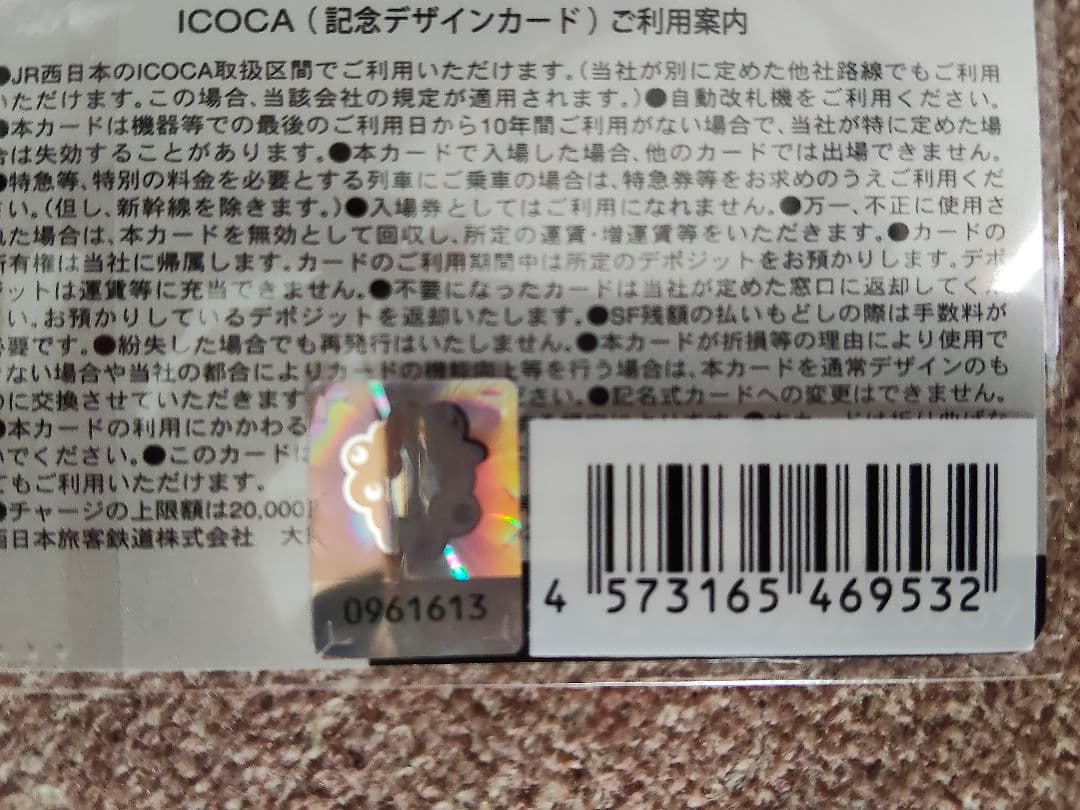 ICOCA（記念デザインカード）ご利用案内
●JR西日本のICOCA取扱区間でご利用いただけます。（当社が別に定めた他社路線でもご利用
いただけます。この場合、当該会社の規定が適用されます。）●自動改札機をご利用ください。
●本カードは機器等での最後のご利用日から10年間ご利用がない場合で、当社が特に定めた場
合は失効することがあります。●本カードで入場した場合、他のカードでは出場できません。
●特急等、特別の料金を必要とする列車にご乗車の場合は、特急券等をお求めのうえご利用くだ
さい。（但し、新幹線を除きます。）●入場券としてはご利用になれません。●万一、不正に使用さ
れた場合は、本カードを無効として回収し、所定の運賃・増運賃等をいただきます。●カードの
所有権は当社に帰属します。カードのご利用期間中は所定のデポジットをお預かりします。デポ
ジットは運賃等に充当できません。●不要になったカードは当社が定めた窓口に返却してくだ
い。お預かりしているデポジットを返却いたします。●SF残額の払いもどしの際は手数料が
必要です。●紛失した場合でも再発行はいたしません。●本カードが折損等の理由により使用で
きない場合や当社の都合によりカードの機能向上等を行う場合は、本カードを通常デザインのも
のに交換させていただきます
ださい。●記名式カードへの変更はできません。
●本カードの利用にかかわる
いでください。●このカードに
てもご利用いただけます。
●チャージの上限額は20,000
西日本旅客鉄道株式会社 大
0961613
4 573165 469532